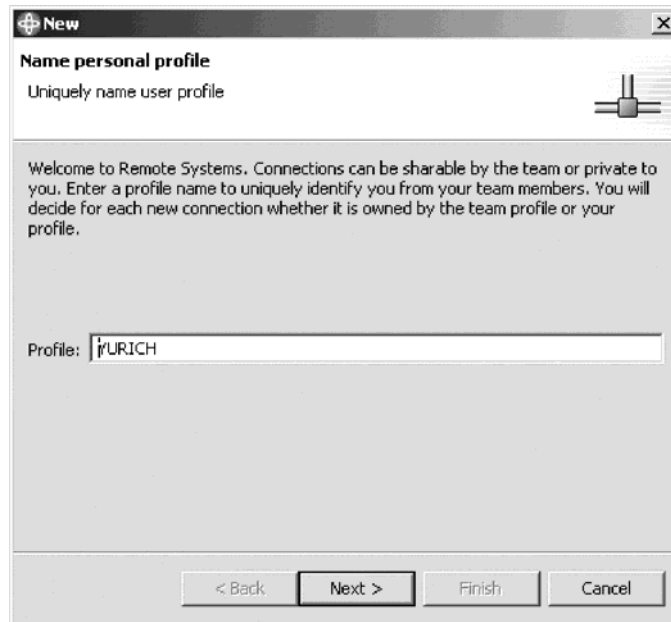 New
Name personal profile
Uniquely name user profile
Welcome to Remote Systems. Connections can be sharable by the team or private to
you. Enter a profile name to uniquely identify you from your team members. You will
decide for each new connection whether it is owned by the team profile or your
profile.
Profile: YURICH
< Back Next > Finish Cancel